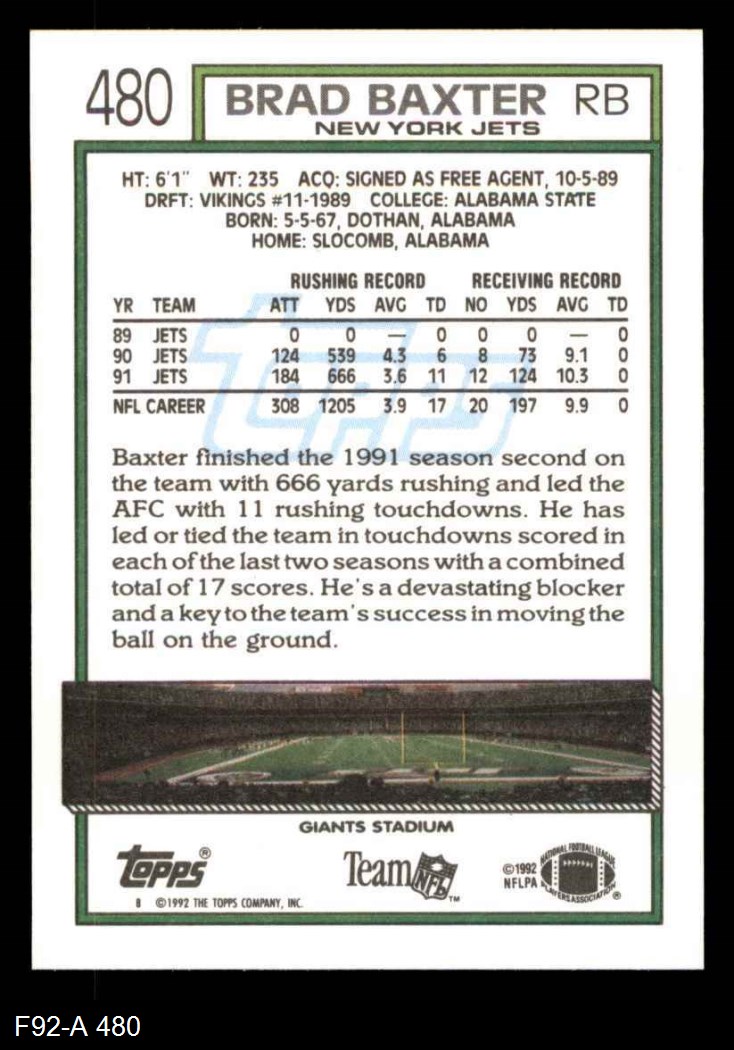 480 BRAD BAXTER RB
NEW YORK JETS
HT: 6'1" WT: 235 ACQ: SIGNED AS FREE AGENT, 10-5-89
DRFT: VIKINGS #11-1989 COLLEGE: ALABAMA STATE
BORN: 5-5-67, DOTHAN, ALABAMA
HOME: SLOCOMB, ALABAMA
RUSHING RECORD RECEIVING RECORD
YR TEAM ATT YDS AVG TD NO YDS AVG TD
89 JETS 0 0 — 0 0 0 — 0
90 JETS 124 539 4.3 6 8 73 9.1 0
91 JETS 184 666 3.6 11 12 124 10.3 0
NFL CAREER 308 1205 3.9 17 20 197 9.9 0
topps
Baxter finished the 1991 season second on
the team with 666 yards rushing and led the
AFC with 11 rushing touchdowns. He has
led or tied the team in touchdowns scored in
each of the last two seasons with a combined
total of 17 scores. He's a devastating blocker
and a key to the team's success in moving the
ball on the ground.
GIANTS STADIUM
topps®
Team NFL™
©1992
NFLPA
NATIONAL FOOTBALL LEAGUE
PLAYERS ASSOCIATION ®
8 ©1992 THE TOPPS COMPANY, INC.
F92-A 480